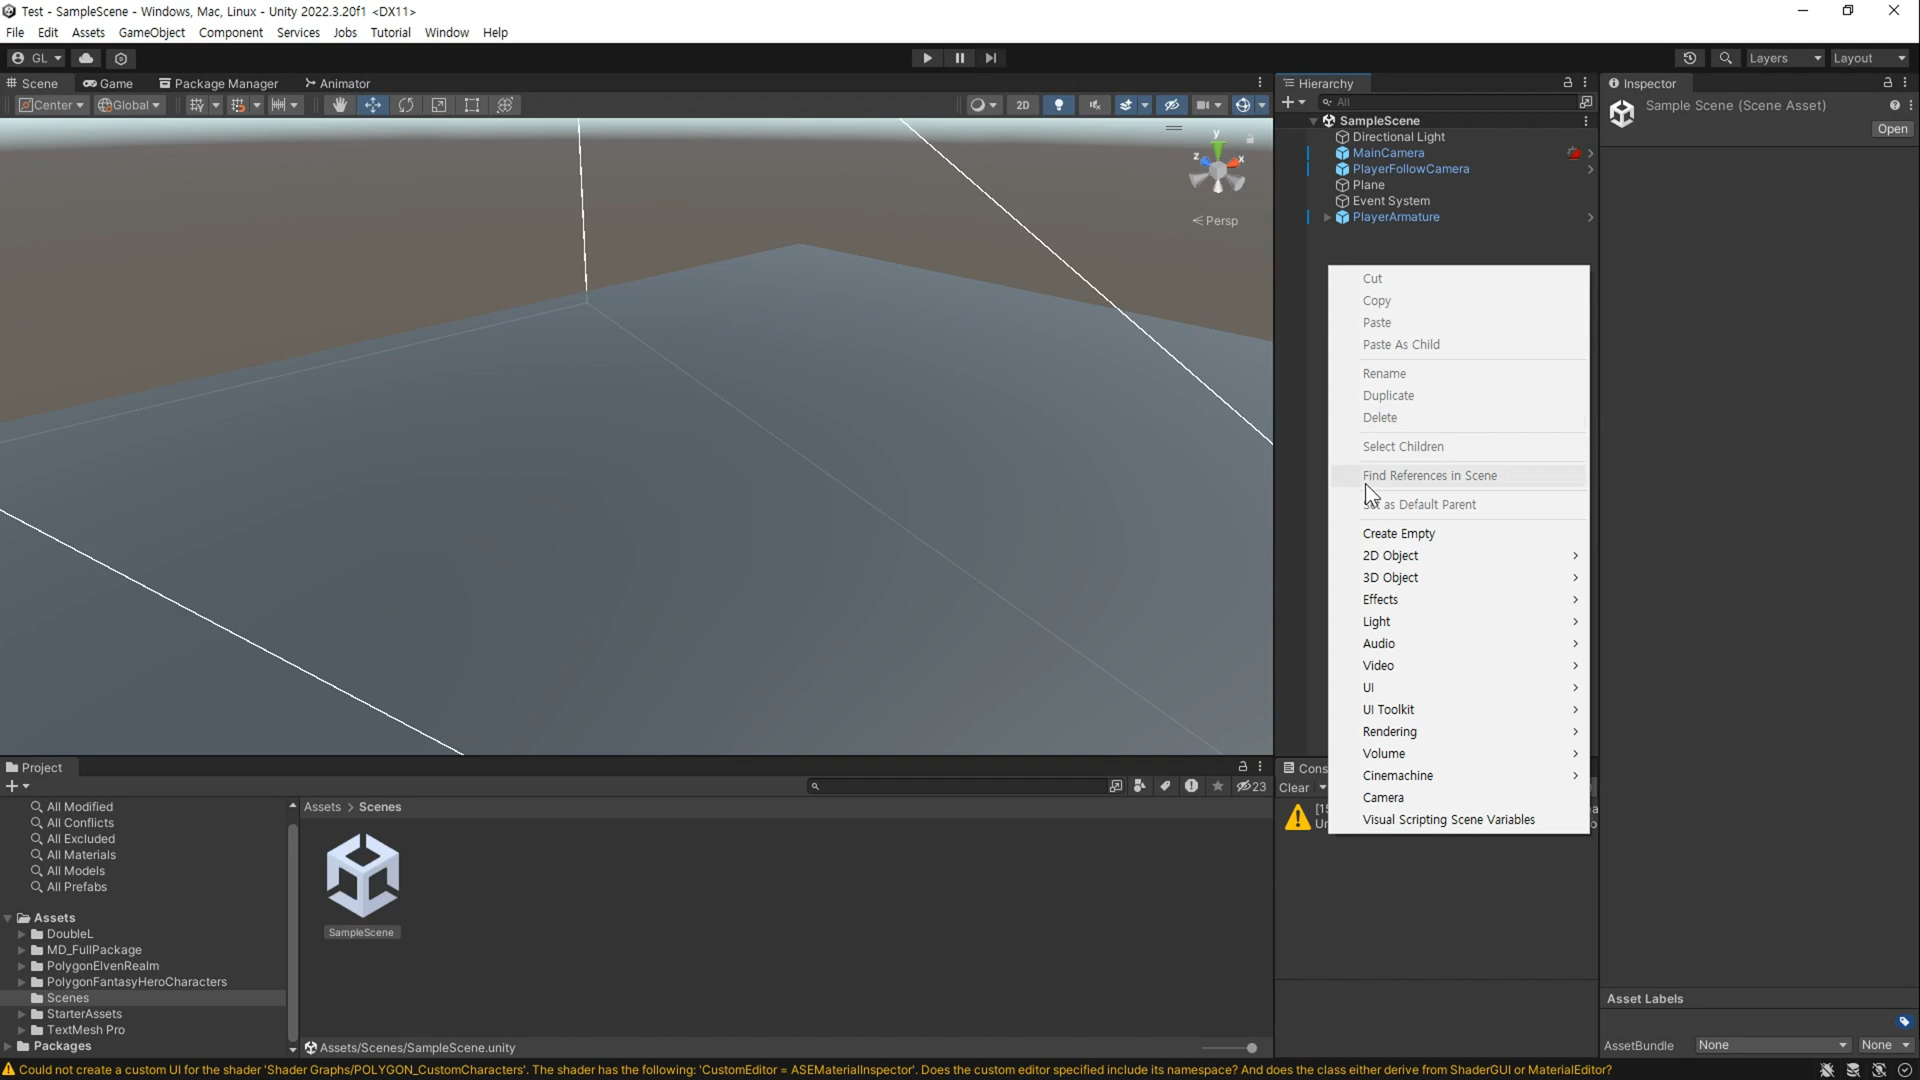 Test - SampleScene - Windows, Mac, Linux - Unity 2022.3.20f1 <DX11>
File Edit Assets GameObject Component Services Jobs Tutorial Window Help
GL
Layers
Layout
Scene
Game
Package Manager
Animator
Center
Global
2D
y
z
x
Persp
Hierarchy
All
SampleScene
Directional Light
MainCamera
PlayerFollowCamera
Plane
Event System
PlayerArmature
Cut
Copy
Paste
Paste As Child
Rename
Duplicate
Delete
Select Children
Find References in Scene
as Default Parent
Create Empty
2D Object
3D Object
Effects
Light
Audio
Video
UI
UI Toolkit
Rendering
Volume
Cinemachine
Camera
Visual Scripting Scene Variables
Inspector
Sample Scene (Scene Asset)
Open
Asset Labels
AssetBundle
None
None
Project
23
All Modified
All Conflicts
All Excluded
All Materials
All Models
All Prefabs
Assets
DoubleL
MD_FullPackage
PolygonElvenRealm
PolygonFantasyHeroCharacters
Scenes
StarterAssets
TextMesh Pro
Packages
Assets > Scenes
SampleScene
Assets/Scenes/SampleScene.unity
Cons
Clear
Could not create a custom UI for the shader 'Shader Graphs/POLYGON_CustomCharacters'. The shader has the following: 'CustomEditor = ASEMaterialInspector'. Does the custom editor specified include its namespace? And does the class either derive from ShaderGUI or MaterialEditor?